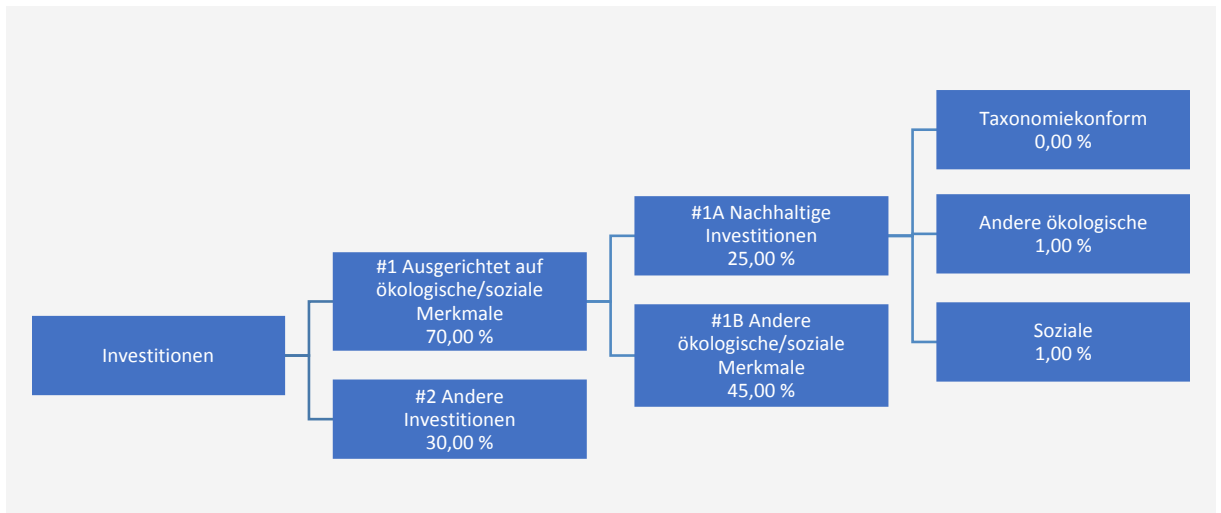 Investitionen
#1 Ausgerichtet auf
ökologische/soziale
Merkmale
70,00 %
#2 Andere
Investitionen
30,00 %
#1A Nachhaltige
Investitionen
25,00 %
#1B Andere
ökologische/soziale
Merkmale
45,00 %
Taxonomiekonform
0,00 %
Andere ökologische
1,00 %
Soziale
1,00 %